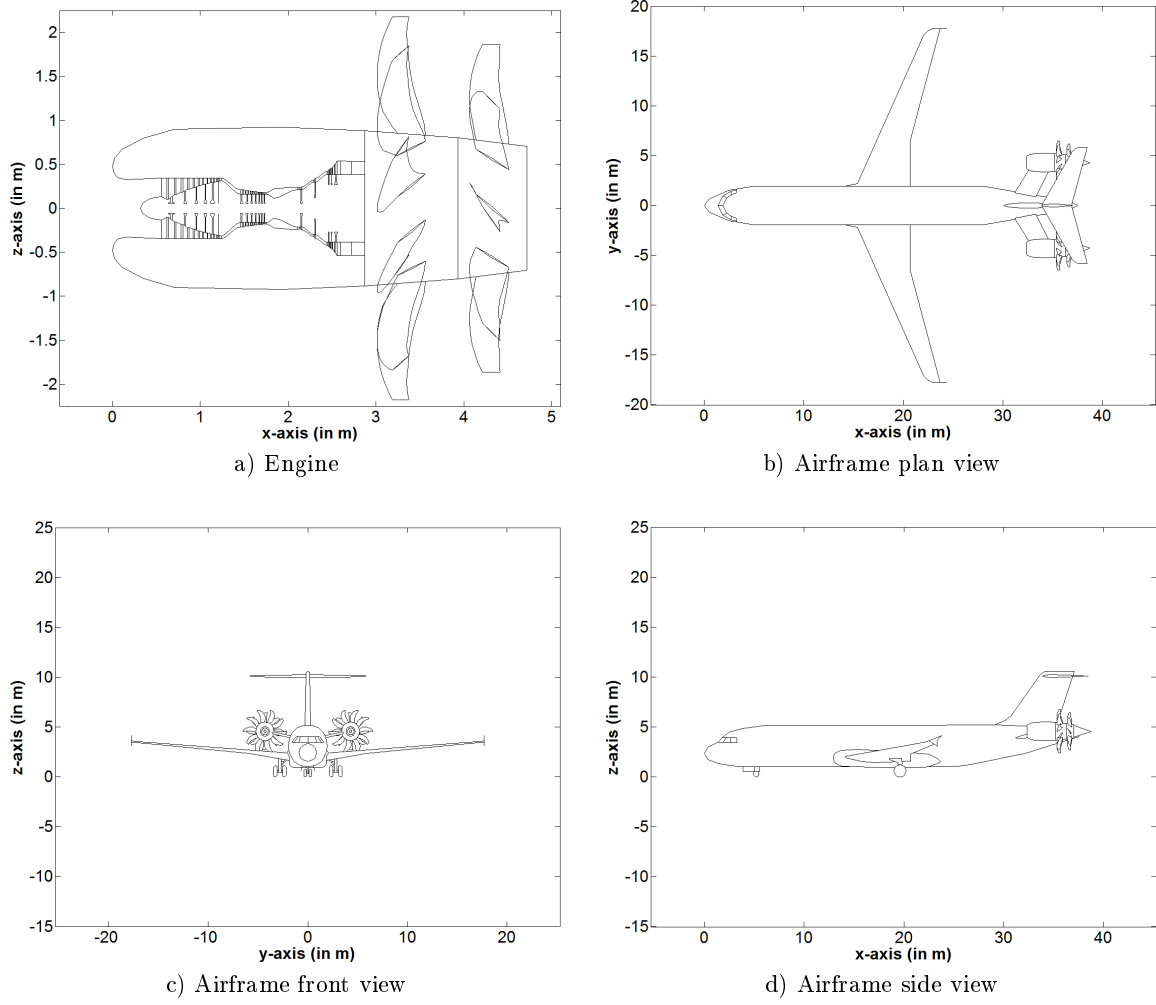 2
1.5
1
0.5
0
-0.5
-1
-1.5
-2
z-axis (in m)
0 1 2 3 4 5
x-axis (in m)
a) Engine
20
15
10
5
0
-5
-10
-15
-20
y-axis (in m)
0 10 20 30 40
x-axis (in m)
b) Airframe plan view
25
20
15
10
5
0
-5
-10
-15
z-axis (in m)
-20 -10 0 10 20
y-axis (in m)
c) Airframe front view
25
20
15
10
5
0
-5
-10
-15
z-axis (in m)
0 10 20 30 40
x-axis (in m)
d) Airframe side view